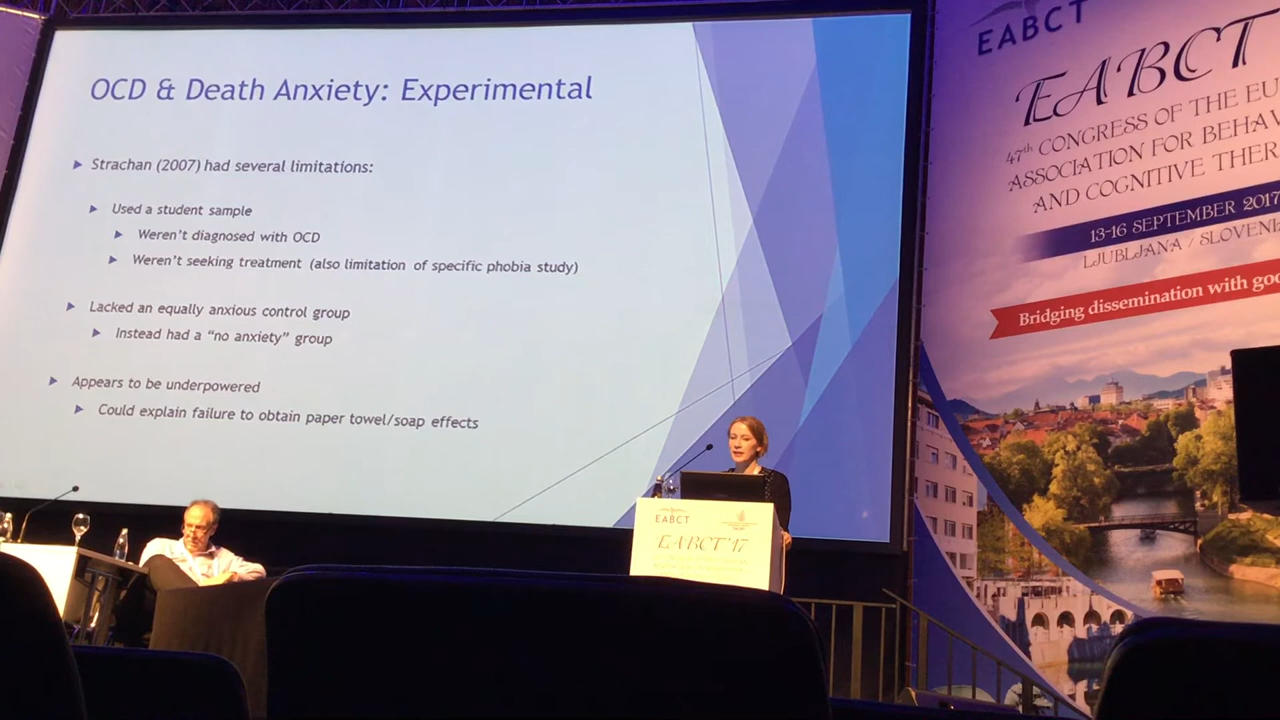 OCD & Death Anxiety: Experimental
Strachan (2007) had several limitations:
Used a student sample
Weren't diagnosed with OCD
Weren't seeking treatment (also limitation of specific phobia study)
Lacked an equally anxious control group
Instead had a "no anxiety" group
Appears to be underpowered
Could explain failure to obtain paper towel/soap effects
EABCT
EABCT
47th CONGRESS OF THE EU
ASSOCIATION FOR BEHAV
AND COGNITIVE THER
13-16 SEPTEMBER 2017
LJUBLJANA / SLOVENI
Bridging dissemination with goo
EABCT
EABCT'17